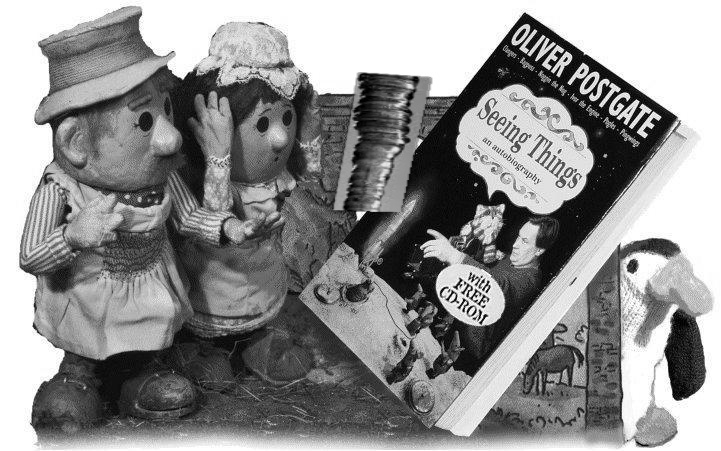 OLIVER POSTGATE
Clangers - Bagpuss - Noggin the Nog - Ivor the Engine - Pogles - Pingwings
Seeing Things
an autobiography
with
FREE
CD-ROM